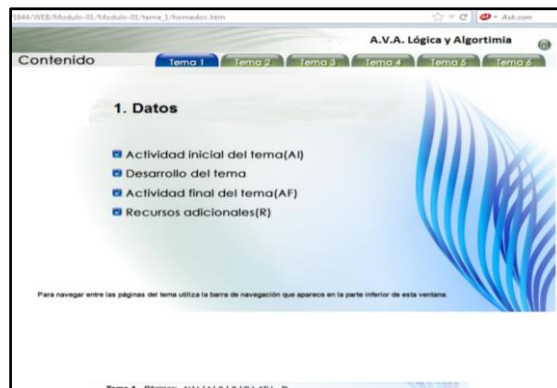 1644/WEB/Modulo-01/Modulo-01/tema_1/homedoc.htm
Ask.com
A.V.A. Lógica y Algortimia
Contenido
Tema 1 Tema 2 Tema 3 Tema 4 Tema 5 Tema 6
1. Datos
Actividad inicial del tema(AI)
Desarrollo del tema
Actividad final del tema(AF)
Recursos adicionales(R)
Para navegar entre las páginas del tema utiliza la barra de navegación que aparece en la parte inferior de esta ventana.